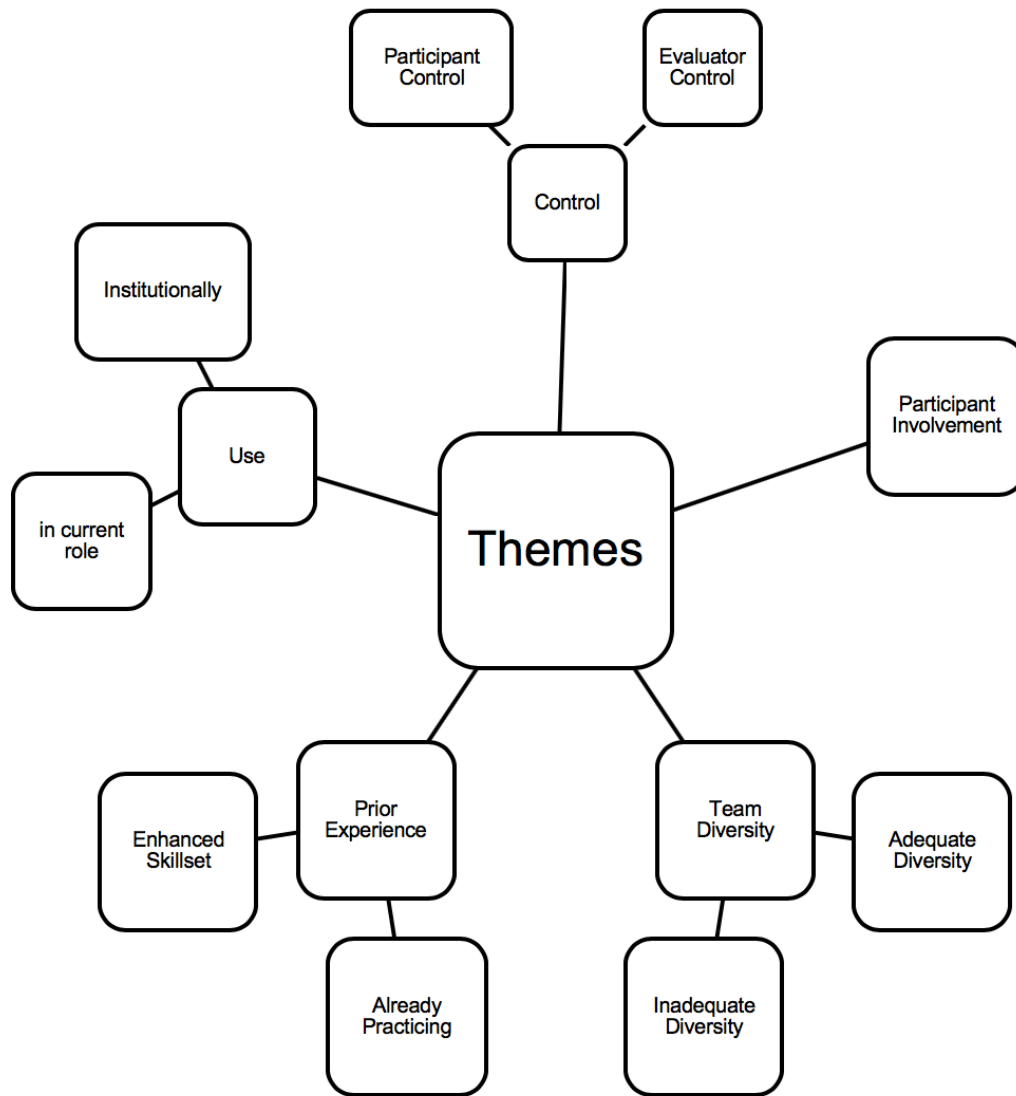 Participant
Control
Evaluator
Control
Control
Institutionally
Use
in current
role
Participant
Involvement
Themes
Prior
Experience
Enhanced
Skillset
Already
Practicing
Team
Diversity
Adequate
Diversity
Inadequate
Diversity